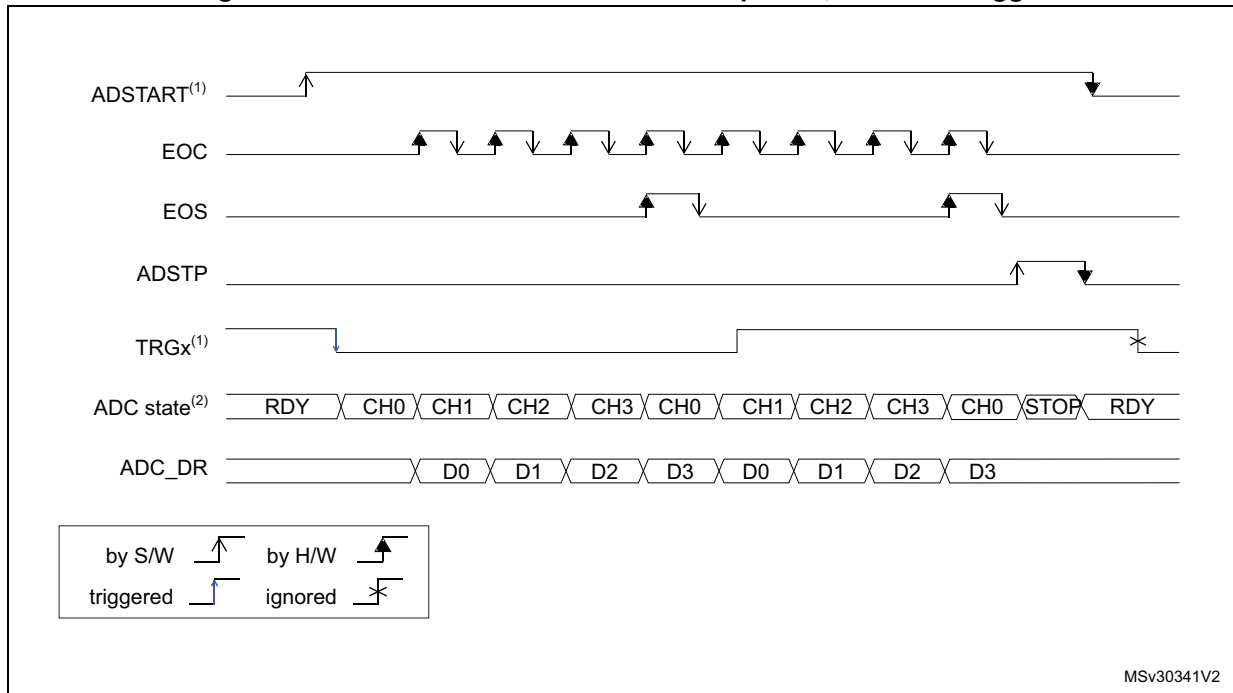 ADSTART(1)
EOC
EOS
ADSTP
TRGx(1)
ADC state(2) RDY CH0 CH1 CH2 CH3 CH0 CH1 CH2 CH3 CH0 STOP RDY
ADC_DR D0 D1 D2 D3 D0 D1 D2 D3
by S/W by H/W
triggered ignored
MSv30341V2